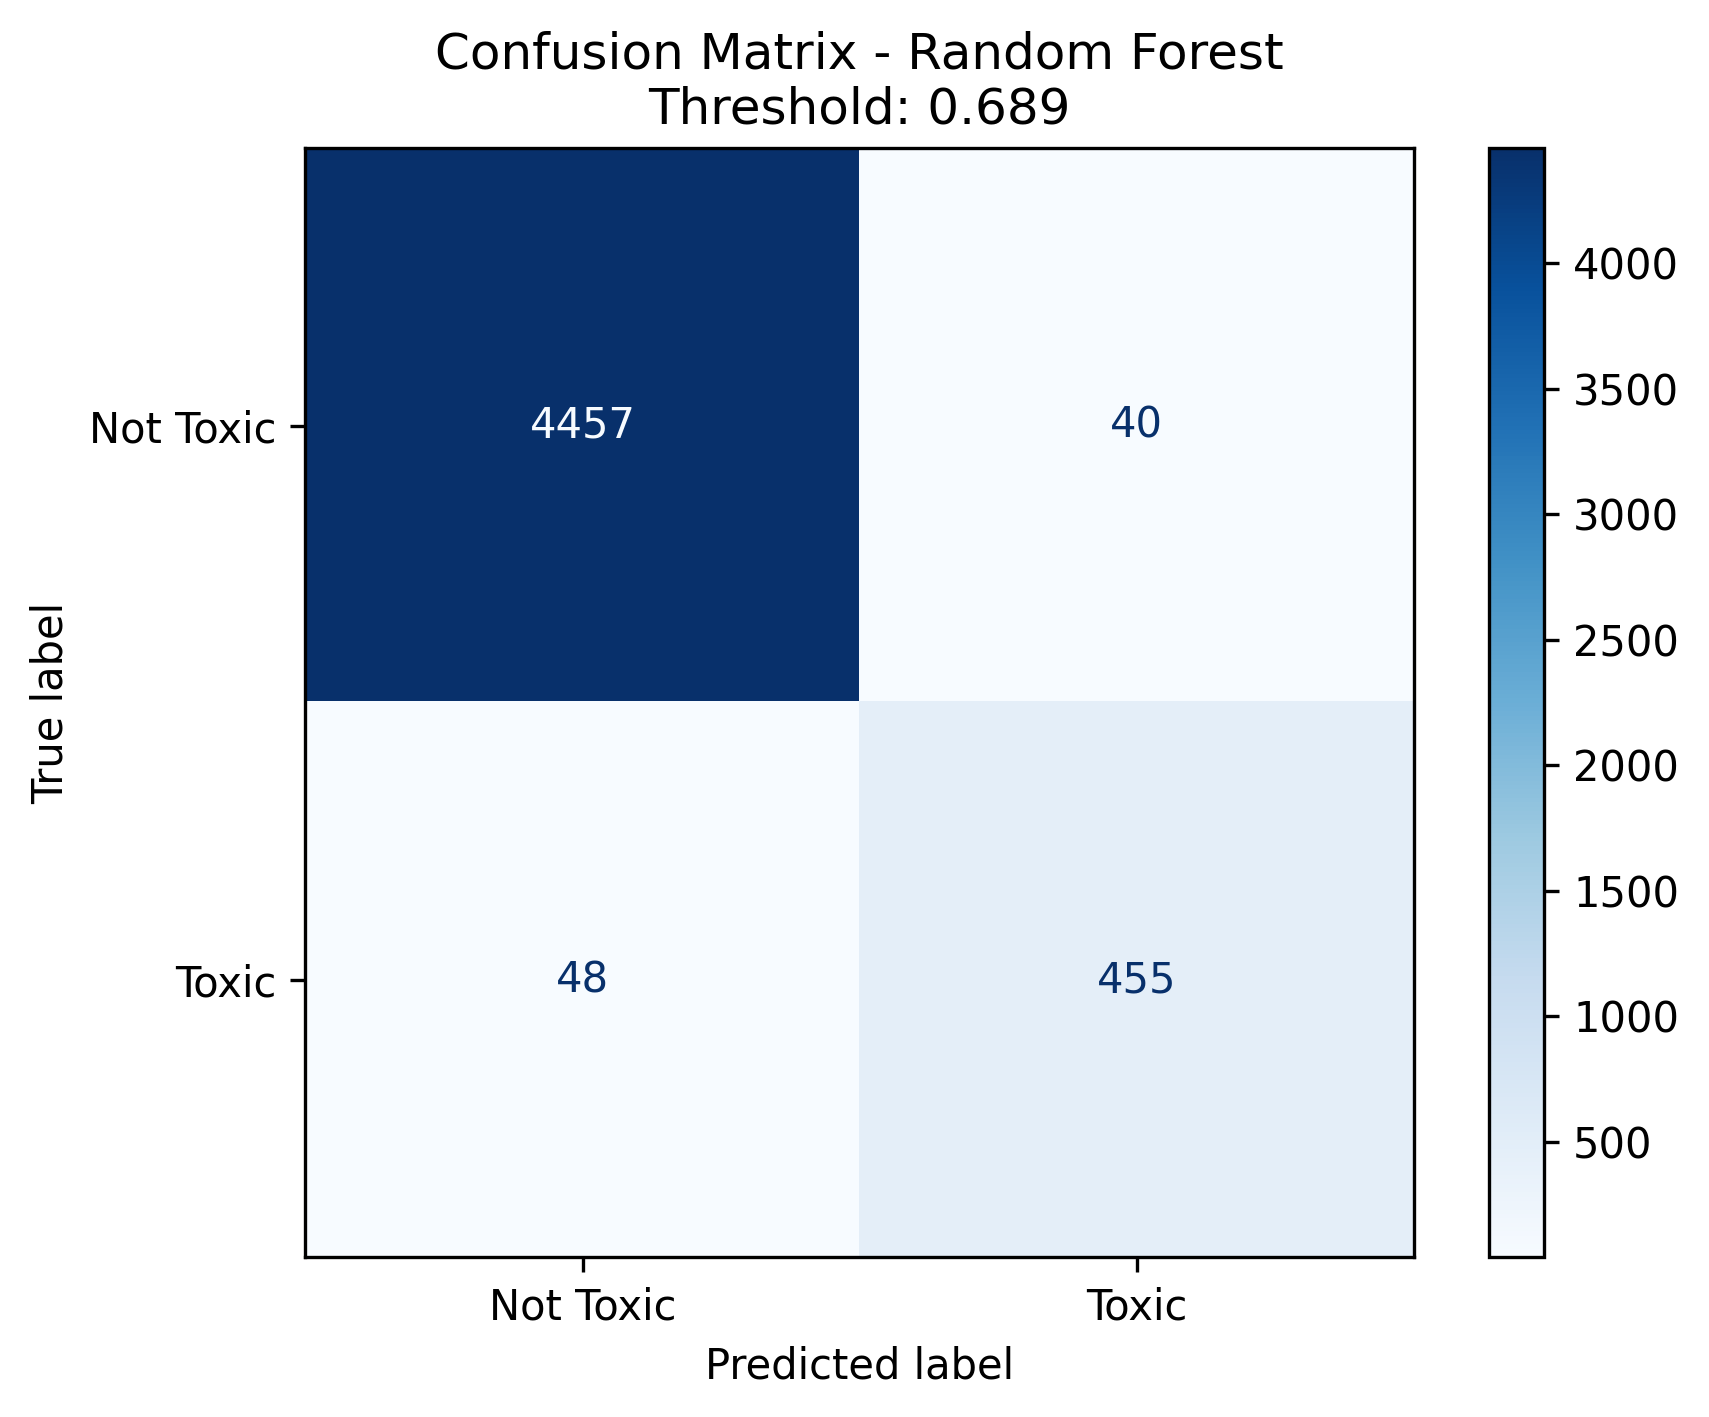 Confusion Matrix - Random Forest
Threshold: 0.689
True label
Not Toxic
Toxic
4457
40
48
455
Not Toxic
Toxic
Predicted label
4000
3500
3000
2500
2000
1500
1000
500